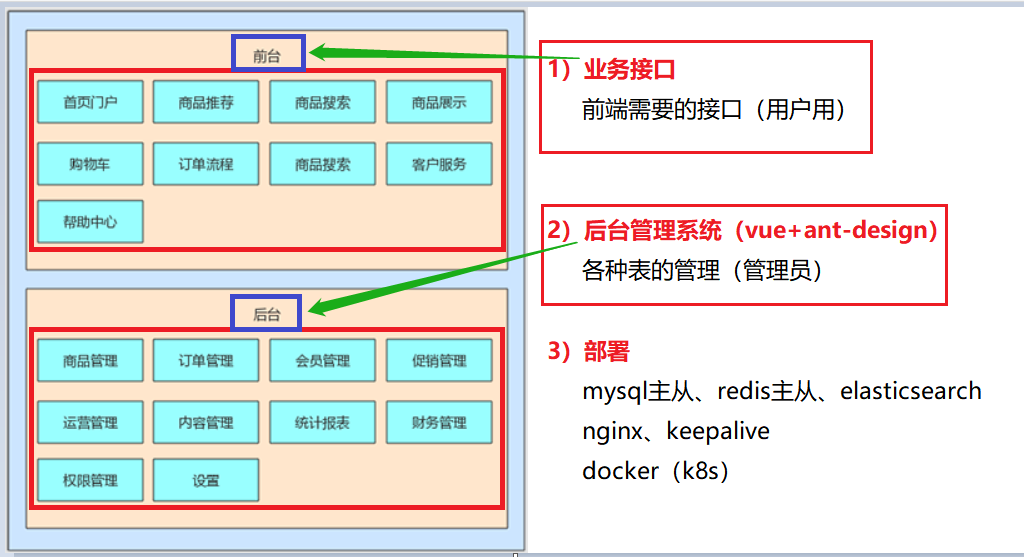 前台
首页门户 商品推荐 商品搜索 商品展示
购物车 订单流程 商品搜索 客户服务
帮助中心
后台
商品管理 订单管理 会员管理 促销管理
运营管理 内容管理 统计报表 财务管理
权限管理 设置
1）业务接口
前端需要的接口（用户用）
2）后台管理系统（vue+ant-design）
各种表的管理（管理员）
3）部署
mysql主从、redis主从、elasticsearch
nginx、keepalive
docker（k8s）